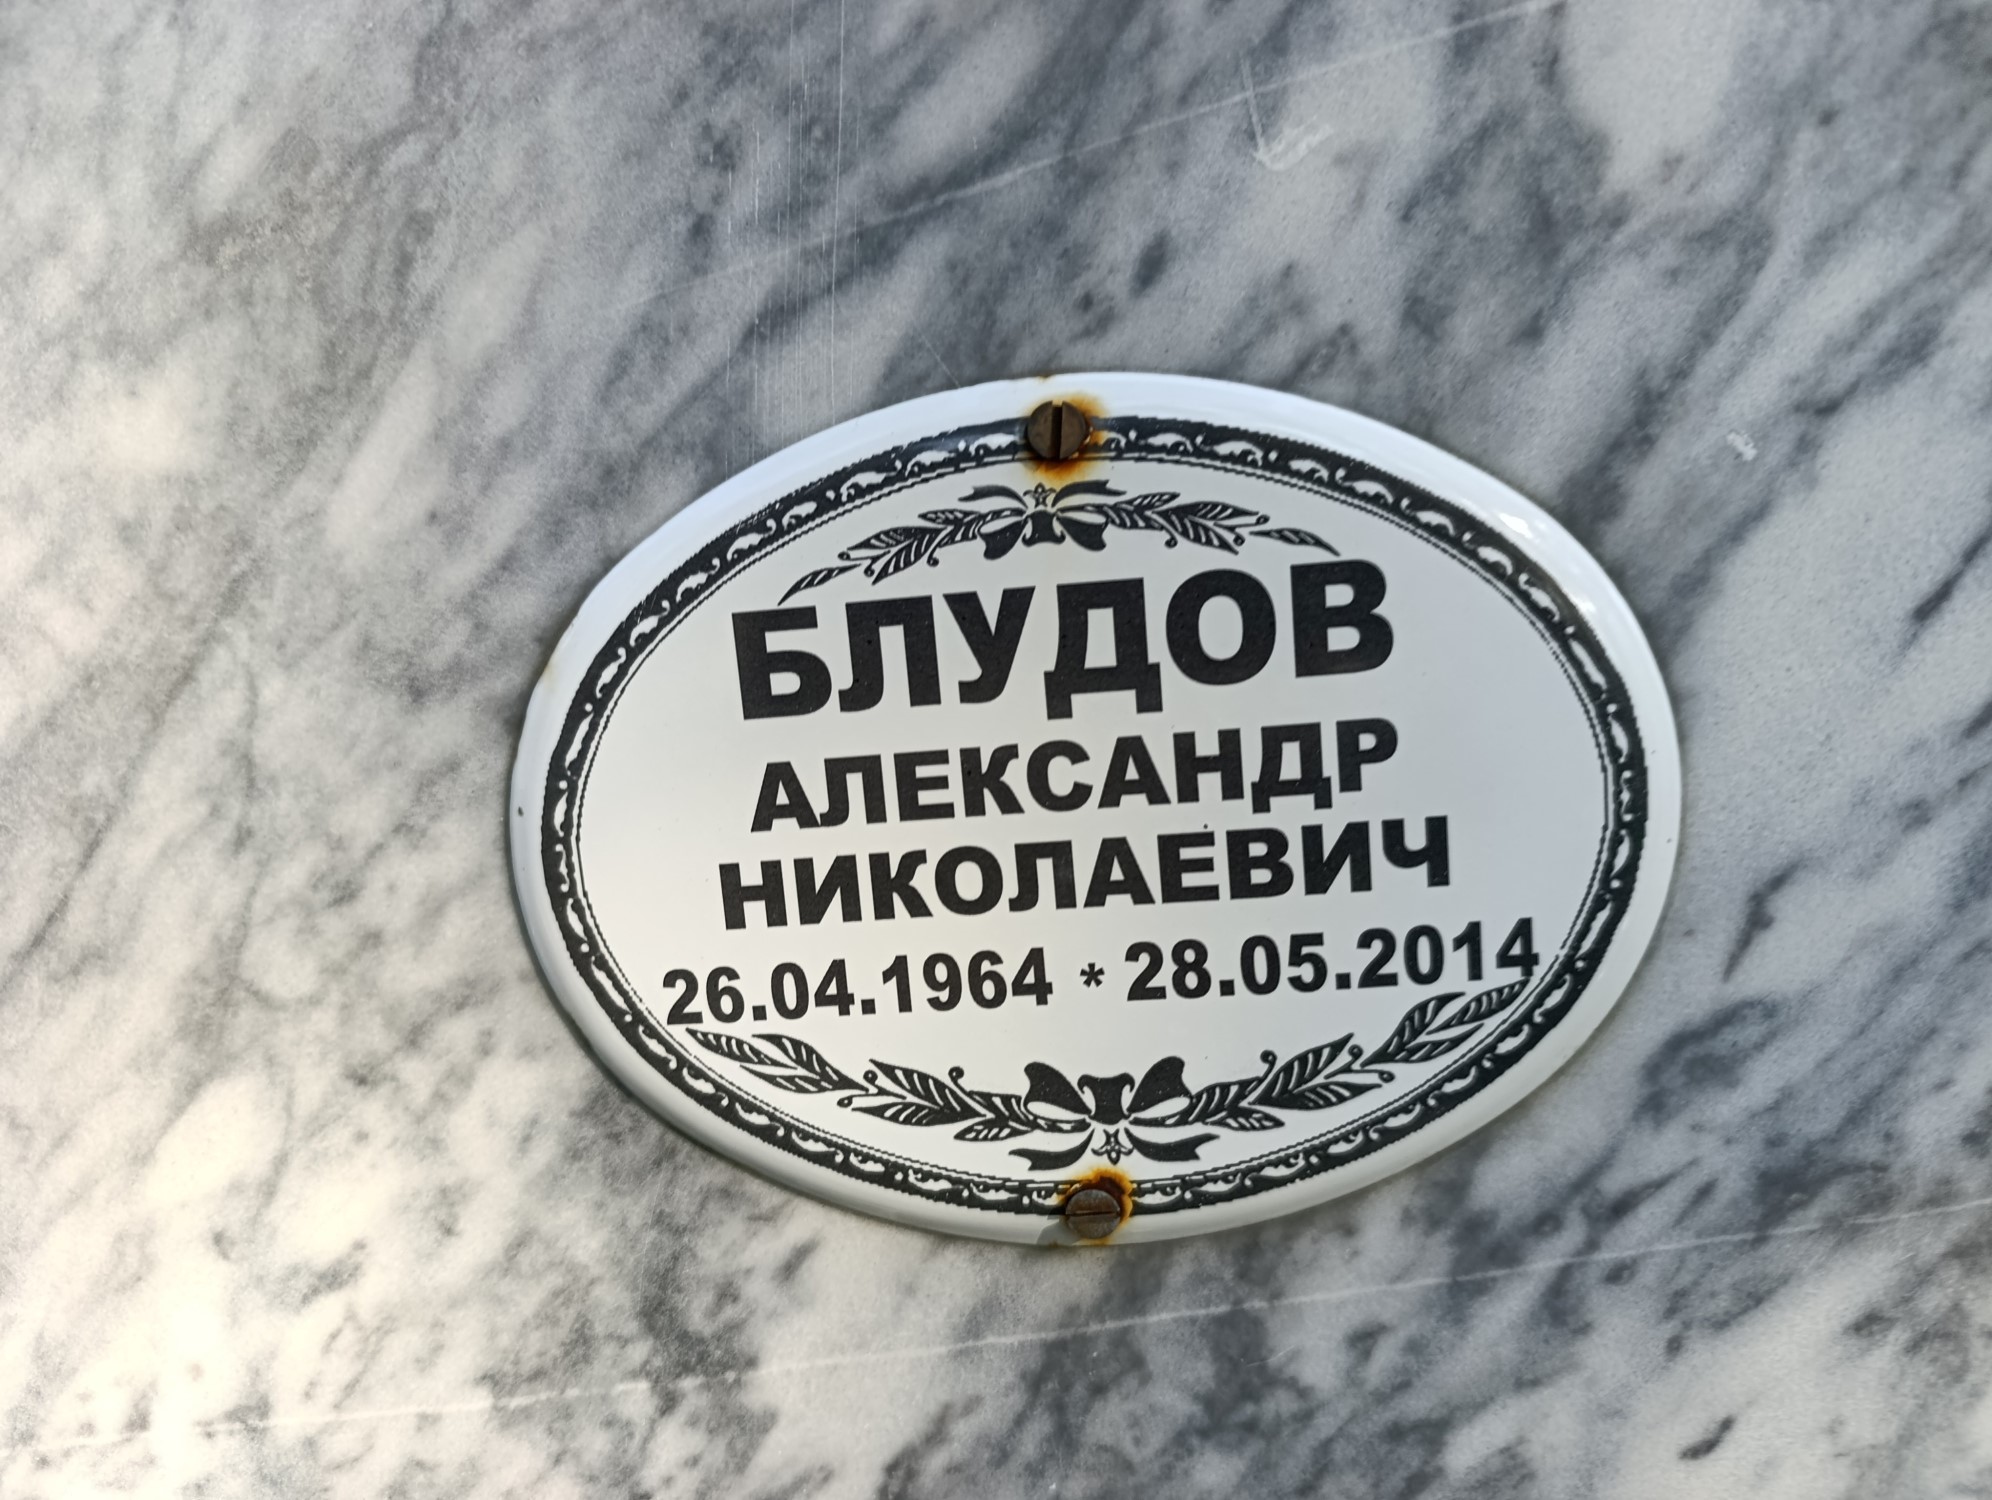 БЛУДОВ
АЛЕКСАНДР
НИКОЛАЕВИЧ
26.04.1964 * 28.05.2014